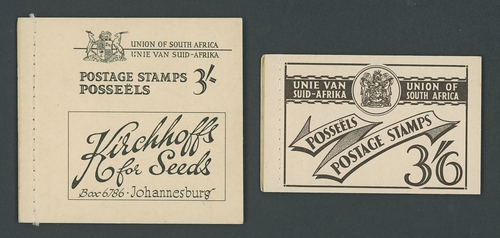 UNION OF SOUTH AFRICA
UNIE VAN SUID-AFRIKA
POSTAGE STAMPS 3/-
POSSEËLS
Kirchhoff's
for Seeds
Box 6786 · Johannesburg
UNIE VAN SUID-AFRIKA
UNION OF SOUTH AFRICA
POSSEËLS
POSTAGE STAMPS
3/6